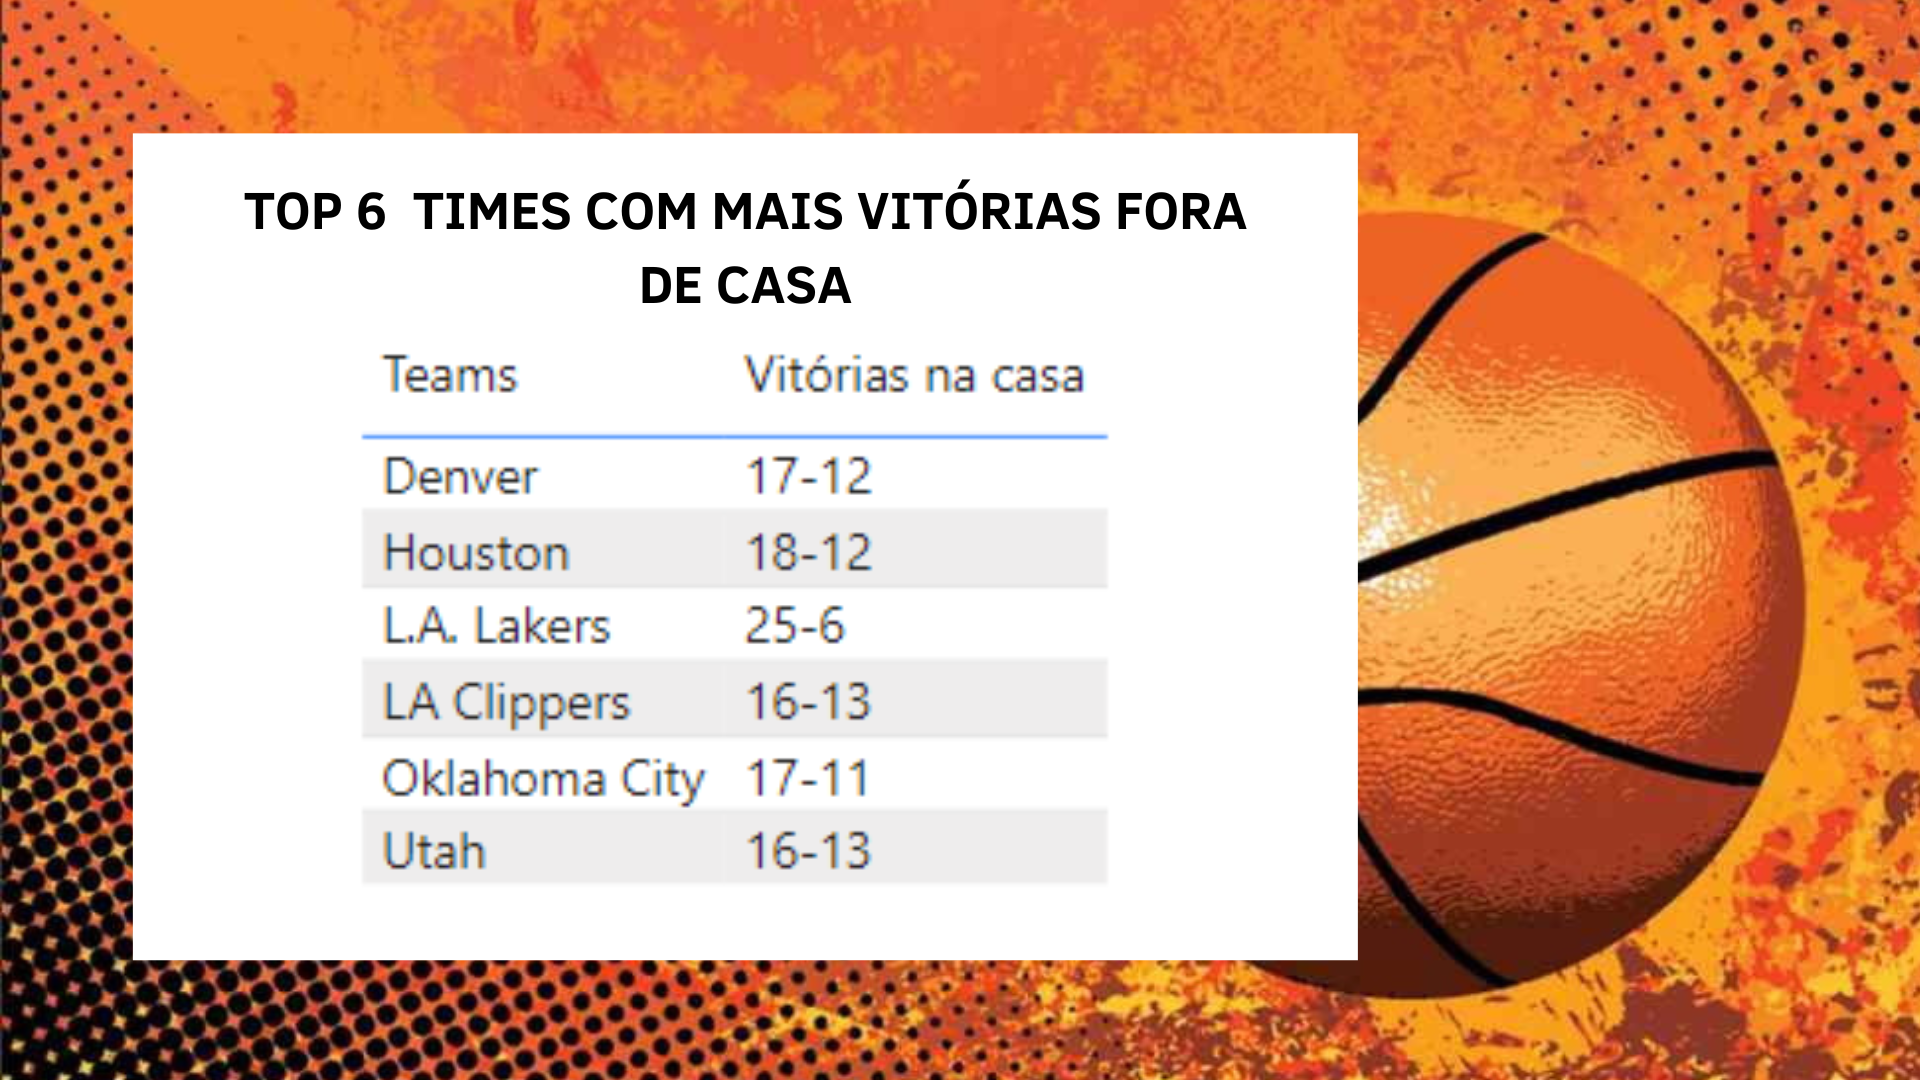 TOP 6 TIMES COM MAIS VITÓRIAS FORA
DE CASA
Teams Vitórias na casa
Denver 17-12
Houston 18-12
L.A. Lakers 25-6
LA Clippers 16-13
Oklahoma City 17-11
Utah 16-13